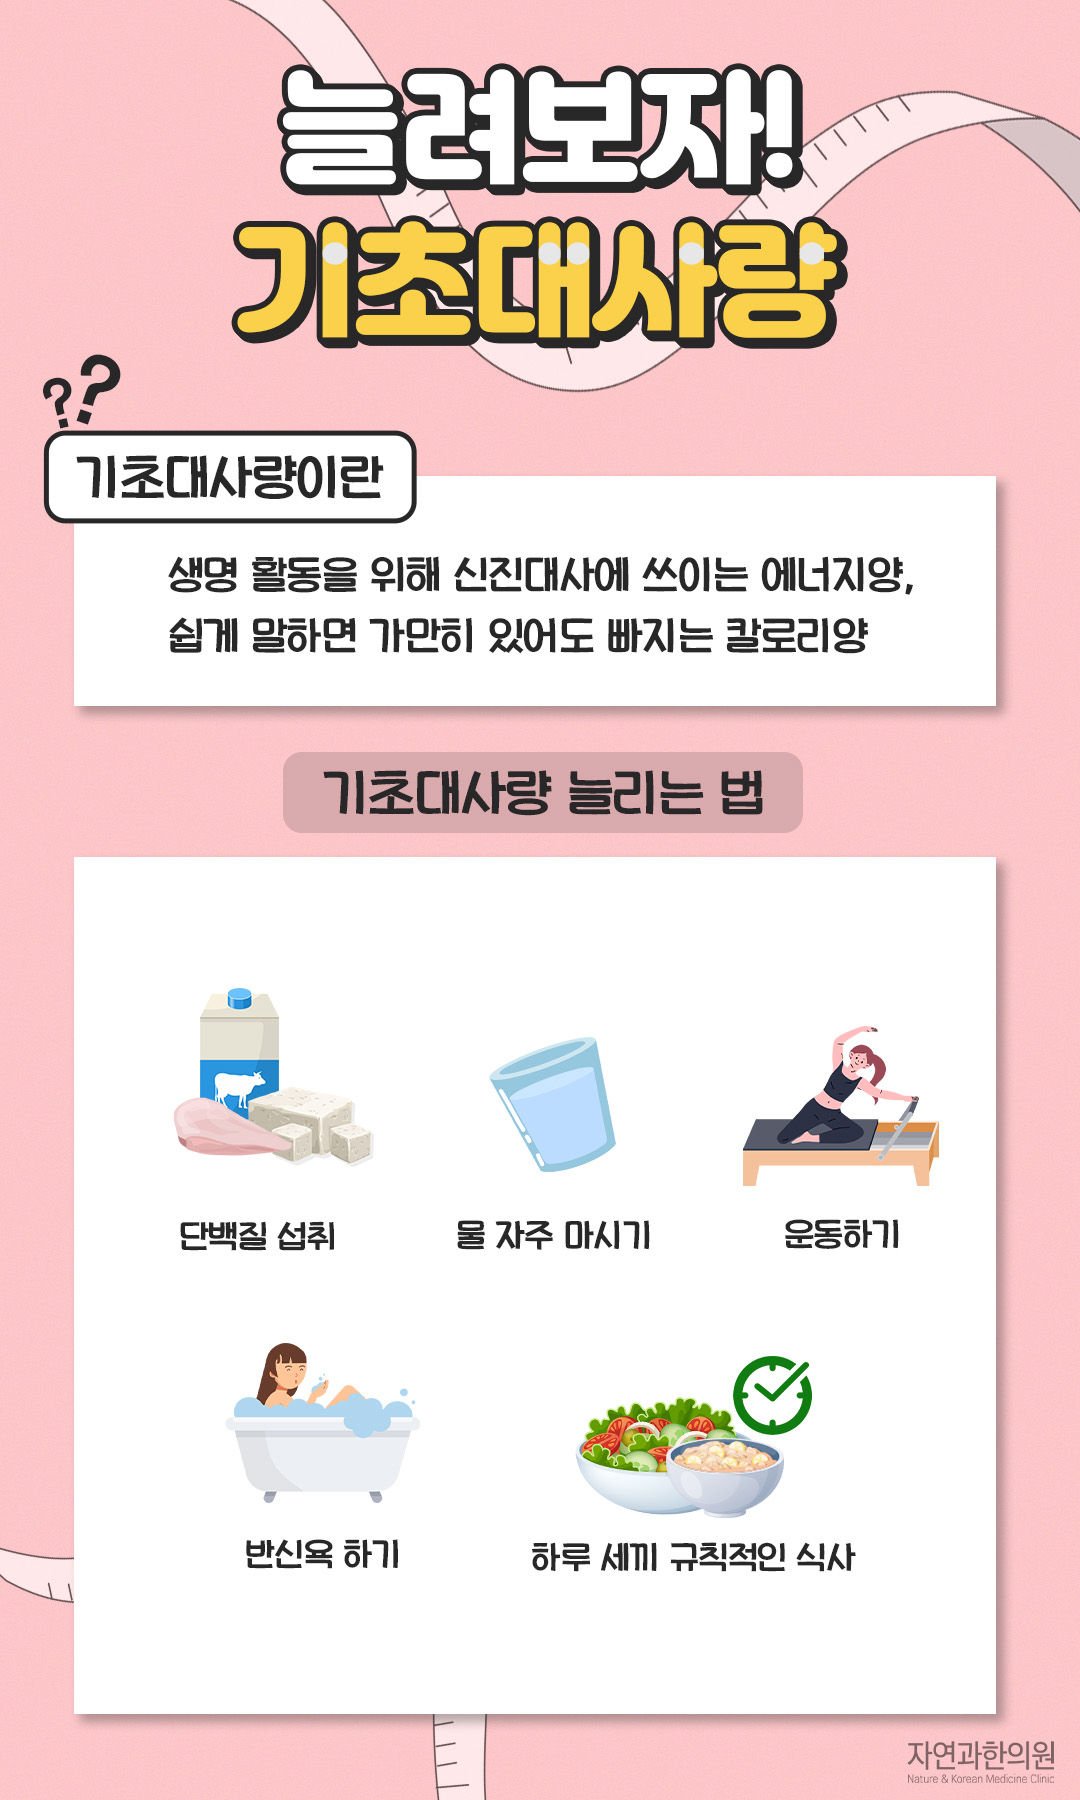 늘려보자!
기초대사량
??
기초대사량이란
생명 활동을 위해 신진대사에 쓰이는 에너지양,
쉽게 말하면 가만히 있어도 빠지는 칼로리양
기초대사량 늘리는 법
단백질 섭취
물 자주 마시기
운동하기
반신욕 하기
하루 세끼 규칙적인 식사
자연과한의원
Nature & Korean Medicine Clinic